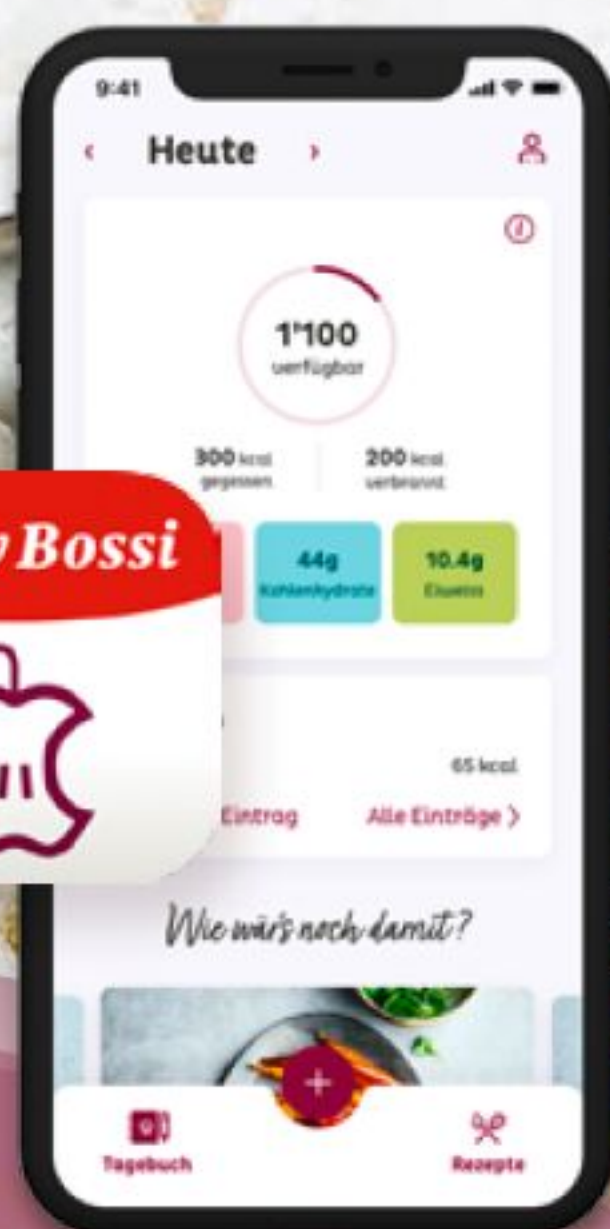 9:41
Heute
1'100
verfügbar
300 kcal 200 kcal
gegessen verbrannt
y Bossi
44g 10.4g
Kohlenhydrate Eiweiss
65 kcal
Eintrag Alle Einträge
Wie wär's noch damit?
Tagebuch Rezepte